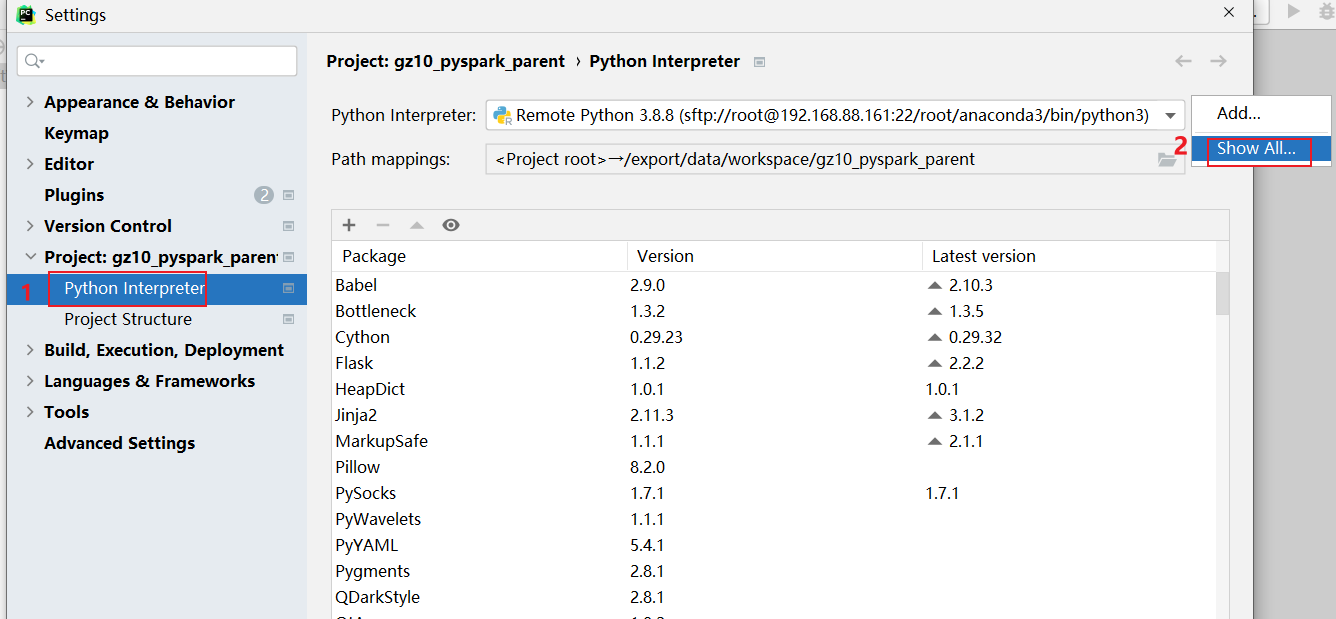 Settings
Project: gz10_pyspark_parent › Python Interpreter
Appearance & Behavior
Keymap
Editor
Plugins 2
Version Control
Project: gz10_pyspark_paren
1 Python Interpreter
Project Structure
Build, Execution, Deployment
Languages & Frameworks
Tools
Advanced Settings
Python Interpreter: Remote Python 3.8.8 (sftp://root@192.168.88.161:22/root/anaconda3/bin/python3)
Add...
2 Show All...
Path mappings: <Project root>→/export/data/workspace/gz10_pyspark_parent
Package Version Latest version
Babel 2.9.0 2.10.3
Bottleneck 1.3.2 1.3.5
Cython 0.29.23 0.29.32
Flask 1.1.2 2.2.2
HeapDict 1.0.1 1.0.1
Jinja2 2.11.3 3.1.2
MarkupSafe 1.1.1 2.1.1
Pillow 8.2.0
PySocks 1.7.1 1.7.1
PyWavelets 1.1.1
PyYAML 5.4.1
Pygments 2.8.1
QDarkStyle 2.8.1